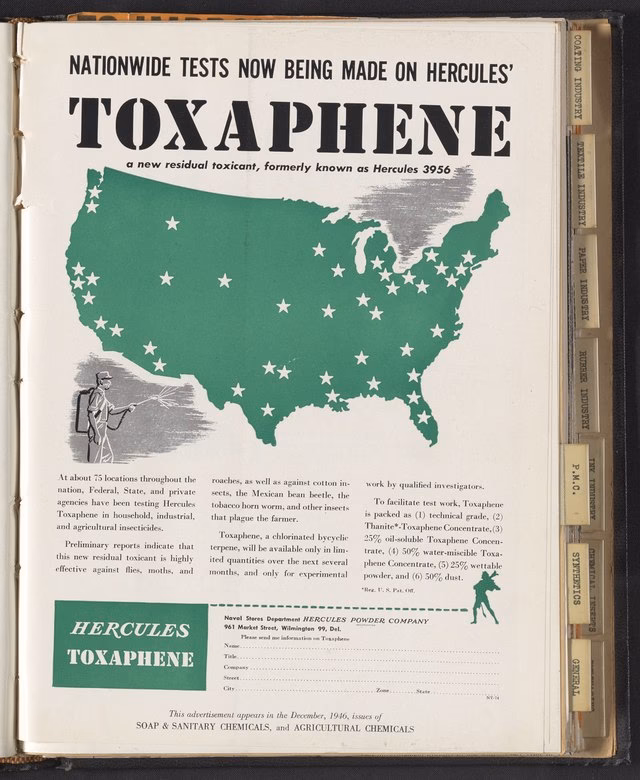 NATIONWIDE TESTS NOW BEING MADE ON HERCULES'
TOXAPHENE
a new residual toxicant, formerly known as Hercules 3956
At about 75 locations throughout the
nation, Federal, State, and private
agencies have been testing Hercules
Toxaphene in household, industrial,
and agricultural insecticides.
Preliminary reports indicate that
this new residual toxicant is highly
effective against flies, moths, and
roaches, as well as against cotton in-
sects, the Mexican bean beetle, the
tobacco horn worm, and other insects
that plague the farmer.
Toxaphene, a chlorinated bycyclic
terpene, will be available only in lim-
ited quantities over the next several
months, and only for experimental
work by qualified investigators.
To facilitate test work, Toxaphene
is packed as (1) technical grade, (2)
Thanite*-Toxaphene Concentrate, (3)
25% oil-soluble Toxaphene Concen-
trate, (4) 50% water-miscible Toxa-
phene Concentrate, (5) 25% wettable
powder, and (6) 50% dust.
*Reg. U. S. Pat. Off.
HERCULES
TOXAPHENE
Naval Stores Department HERCULES POWDER COMPANY
961 Market Street, Wilmington 99, Del.
Please send me information on Toxaphene
Name
Title
Company
Street
City Zone State
This advertisement appears in the December, 1946, issues of
SOAP & SANITARY CHEMICALS, and AGRICULTURAL CHEMICALS
COATING INDUSTRY
TEXTILE INDUSTRY
PAPER INDUSTRY
RUBBER INDUSTRY
P.M.C.
INK INDUSTRY
SYNTHETICS
GENERAL